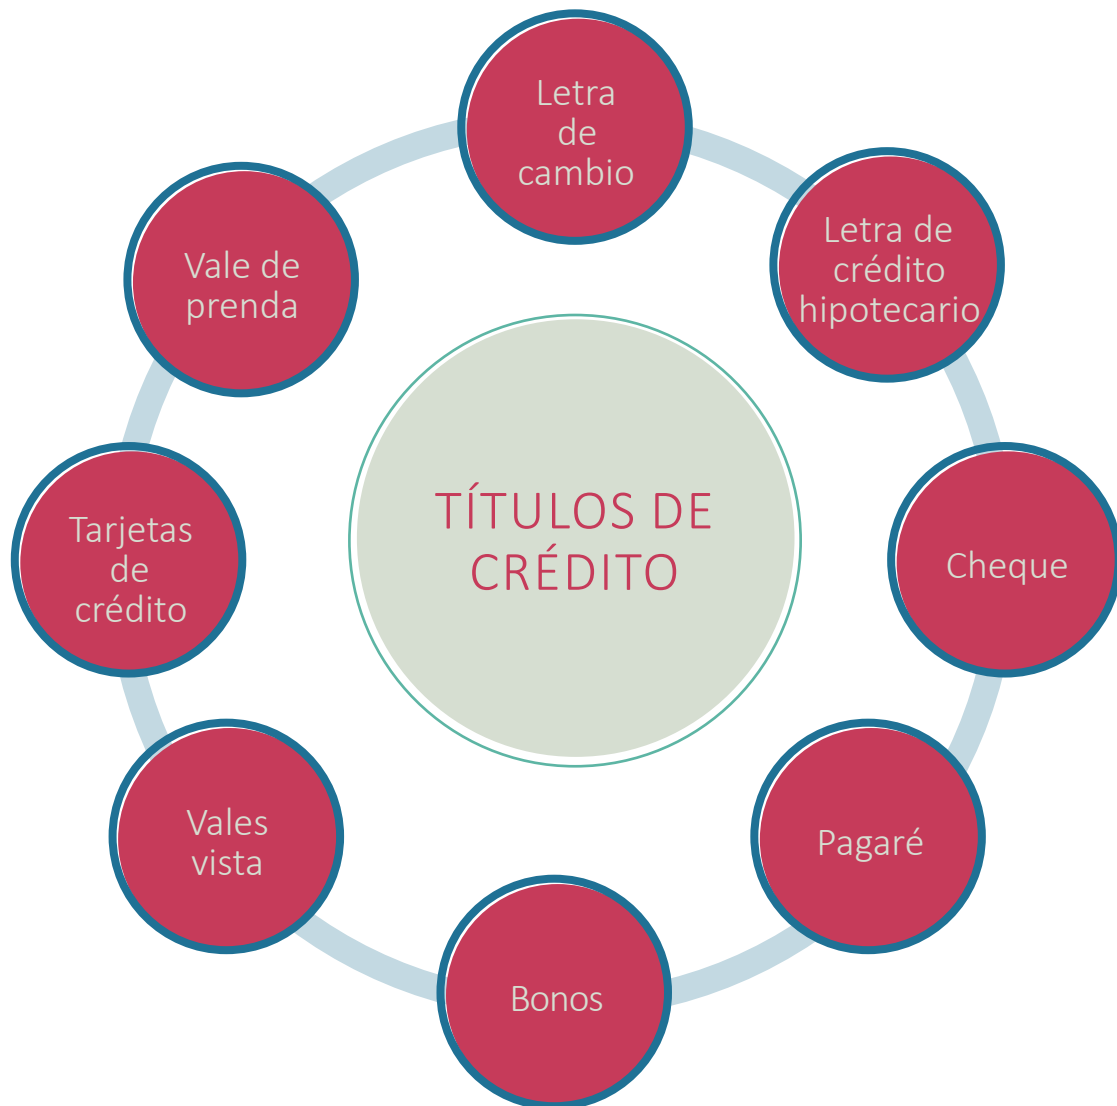 Letra
de
cambio
Letra de
crédito
hipotecario
Cheque
Pagaré
Bonos
Vales
vista
Tarjetas
de
crédito
Vale de
prenda
TÍTULOS DE
CRÉDITO